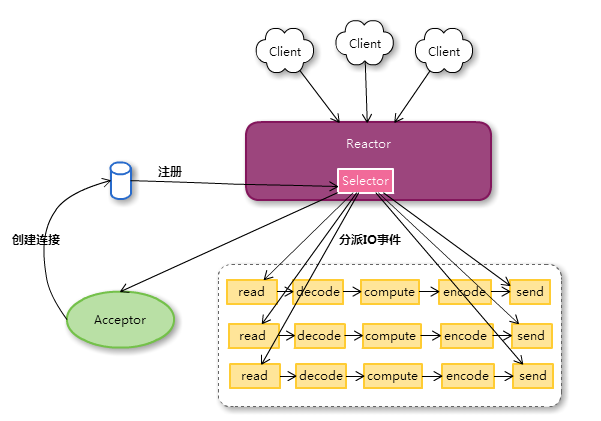 Client
Client
Client
Reactor
Selector
注册
创建连接
分派IO事件
Acceptor
read decode compute encode send
read decode compute encode send
read decode compute encode send